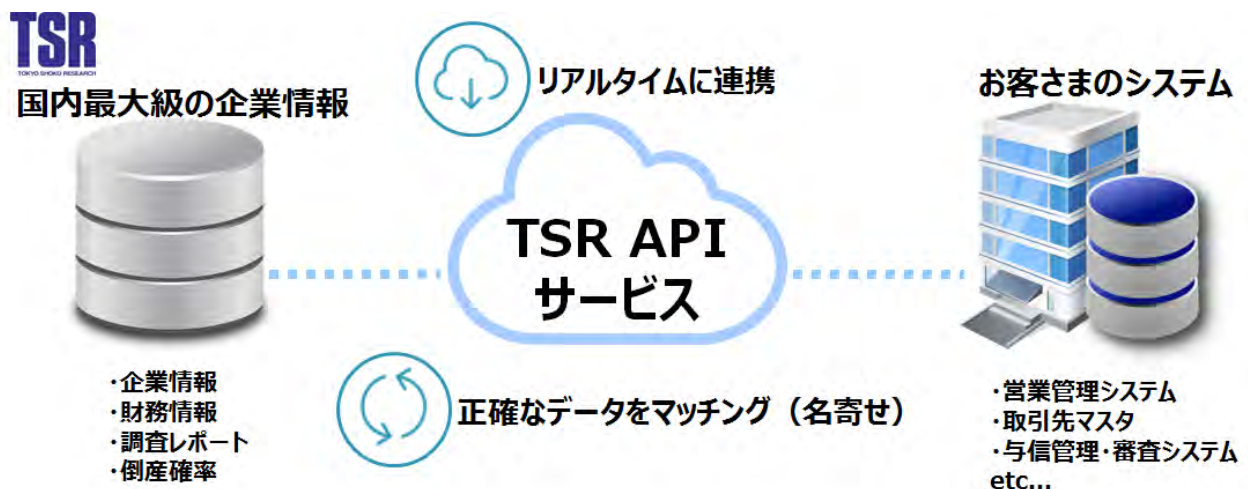 TSR
TOKYO SHOKO RESEARCH
国内最大級の企業情報
リアルタイムに連携
お客さまのシステム
TSR API
サービス
・企業情報
・財務情報
・調査レポート
・倒産確率
正確なデータをマッチング（名寄せ）
・営業管理システム
・取引先マスタ
・与信管理・審査システム
etc...